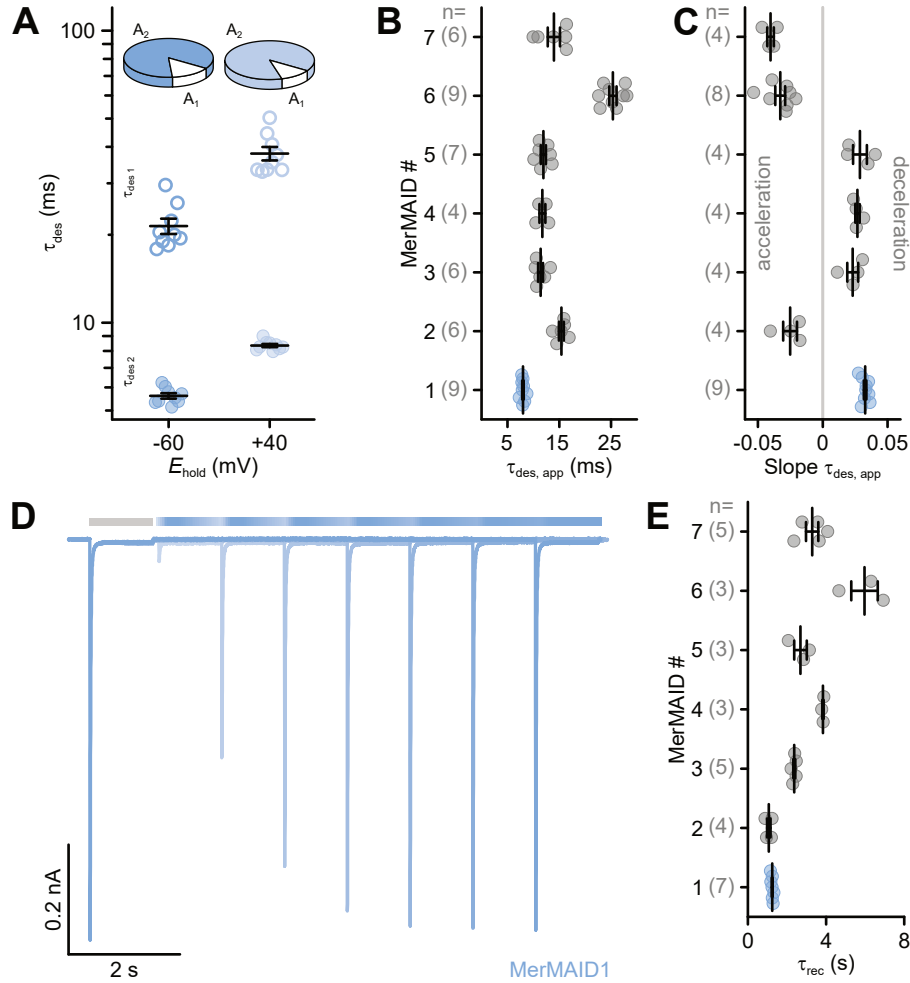 A
100
10
τdes (ms)
A2
A1
A2
A1
τdes 1
τdes 2
-60
+40
Ehold (mV)
B
n=
MerMAID #
7 (6)
6 (9)
5 (7)
4 (4)
3 (6)
2 (6)
1 (9)
5
15
25
τdes, app (ms)
C
n=
(4)
(8)
(4)
(4)
(4)
(4)
(9)
acceleration
deceleration
-0.05
0
0.05
Slope τdes, app
D
0.2 nA
2 s
MerMAID1
E
n=
MerMAID #
7 (5)
6 (3)
5 (3)
4 (3)
3 (5)
2 (4)
1 (7)
0
4
8
τrec (s)